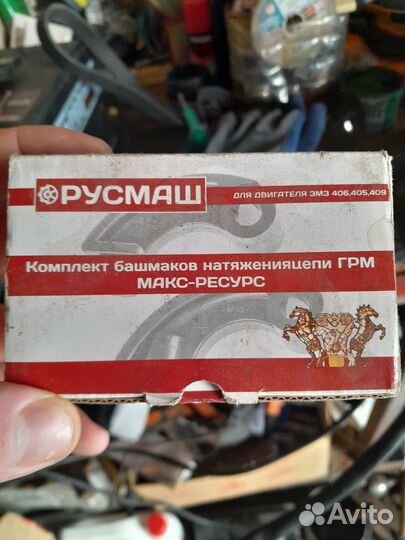 РУСМАШ
ДЛЯ ДВИГАТЕЛЯ ЗМЗ 406,405,409
Комплект башмаков натяженияцепи ГРМ
МАКС-РЕСУРС
Avito